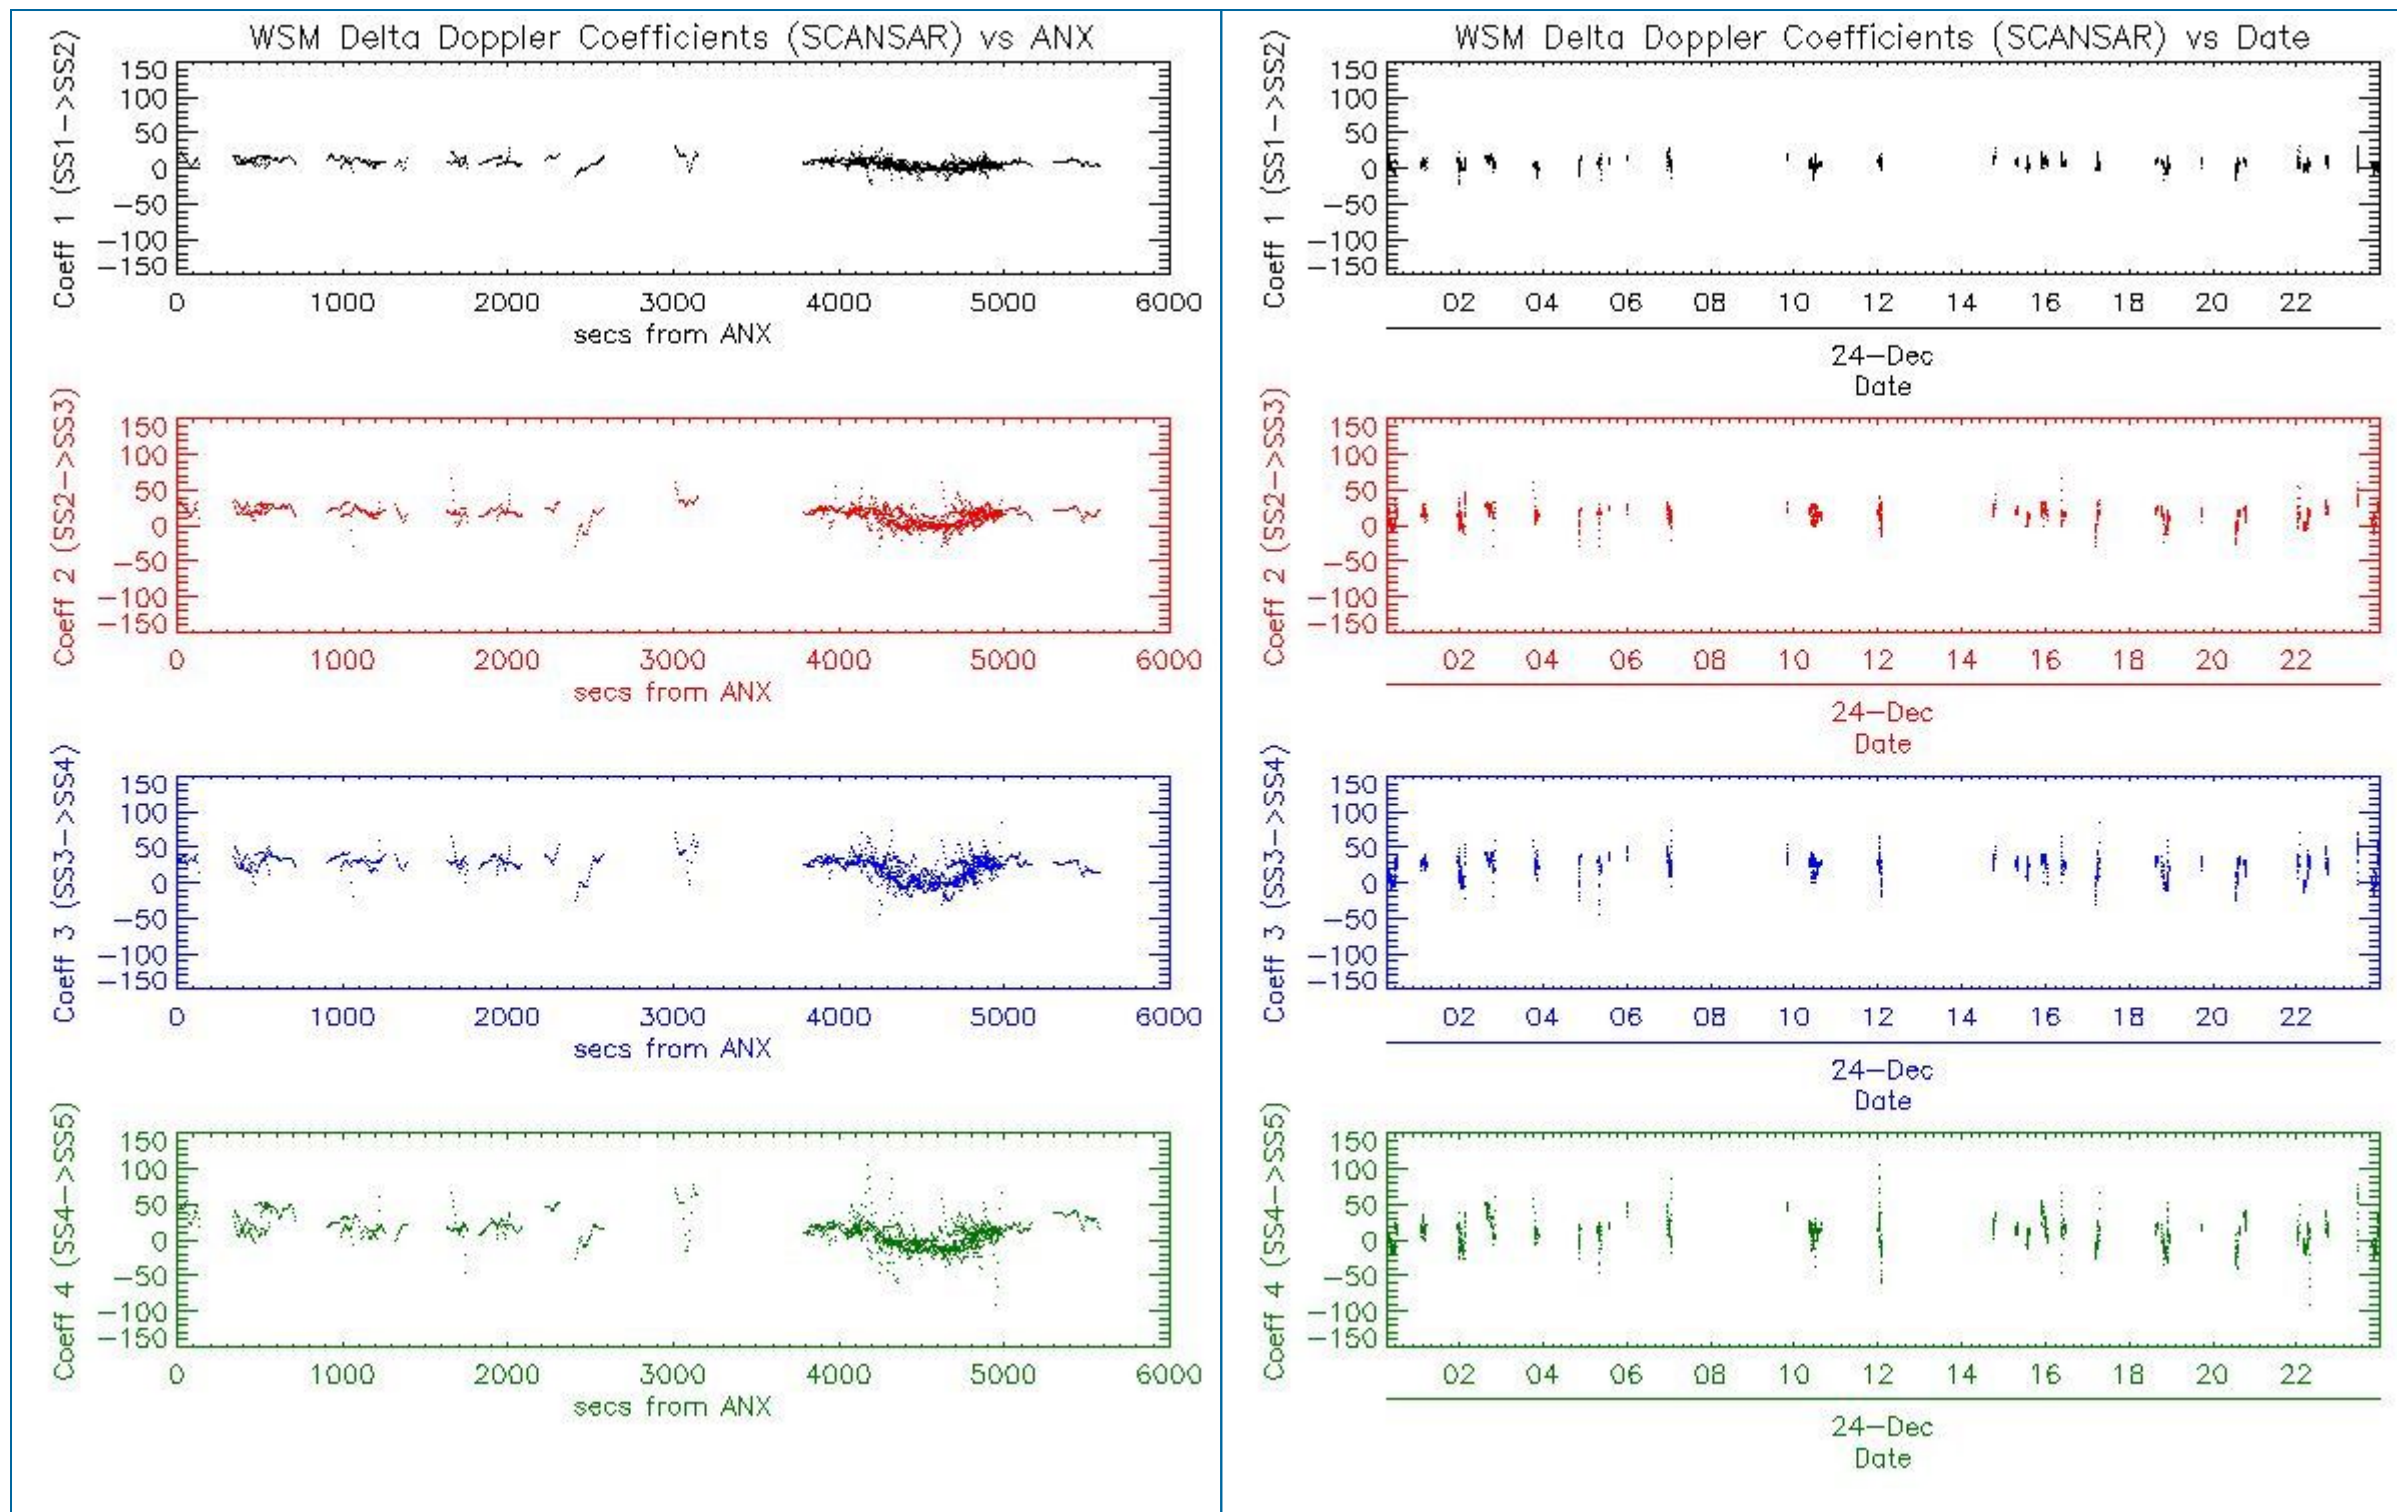 WSM Delta Doppler Coefficients (SCANSAR) vs ANX
Coeff 1 (SS1->SS2)
150
100
50
0
-50
-100
-150
0 1000 2000 3000 4000 5000 6000
secs from ANX
Coeff 2 (SS2->SS3)
150
100
50
0
-50
-100
-150
0 1000 2000 3000 4000 5000 6000
secs from ANX
Coeff 3 (SS3->SS4)
150
100
50
0
-50
-100
-150
0 1000 2000 3000 4000 5000 6000
secs from ANX
Coeff 4 (SS4->SS5)
150
100
50
0
-50
-100
-150
0 1000 2000 3000 4000 5000 6000
secs from ANX
WSM Delta Doppler Coefficients (SCANSAR) vs Date
Coeff 1 (SS1->SS2)
150
100
50
0
-50
-100
-150
02 04 06 08 10 12 14 16 18 20 22
24-Dec
Date
Coeff 2 (SS2->SS3)
150
100
50
0
-50
-100
-150
02 04 06 08 10 12 14 16 18 20 22
24-Dec
Date
Coeff 3 (SS3->SS4)
150
100
50
0
-50
-100
-150
02 04 06 08 10 12 14 16 18 20 22
24-Dec
Date
Coeff 4 (SS4->SS5)
150
100
50
0
-50
-100
-150
02 04 06 08 10 12 14 16 18 20 22
24-Dec
Date